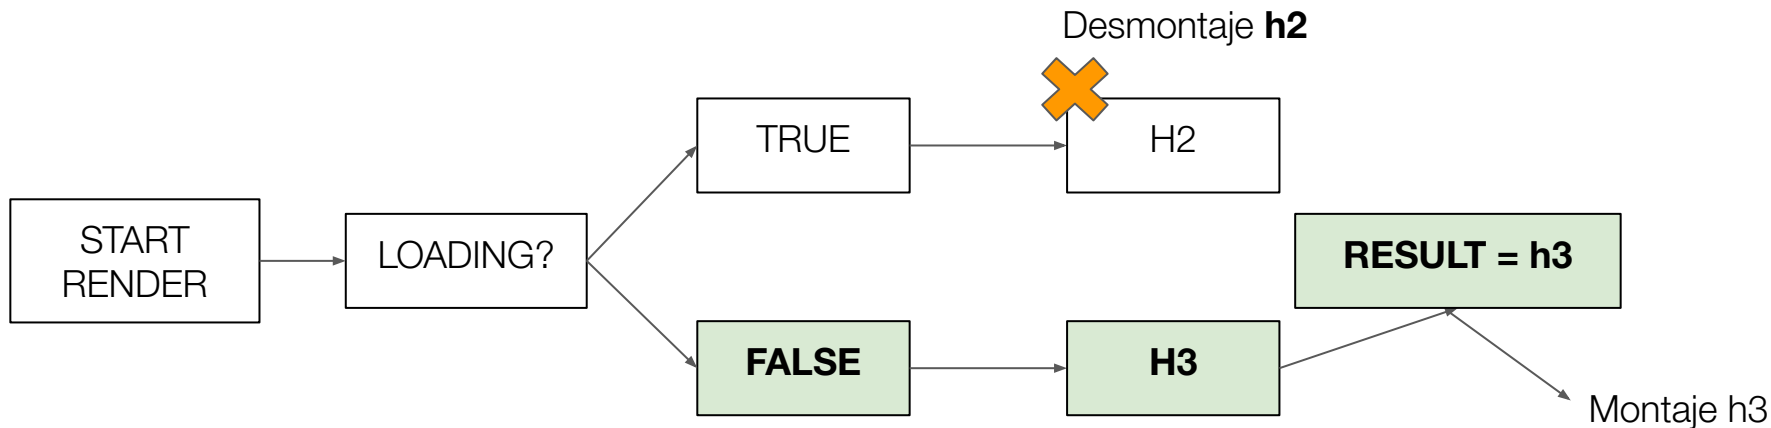 Desmontaje h2
TRUE
H2
START
RENDER
LOADING?
RESULT = h3
FALSE
H3
Montaje h3